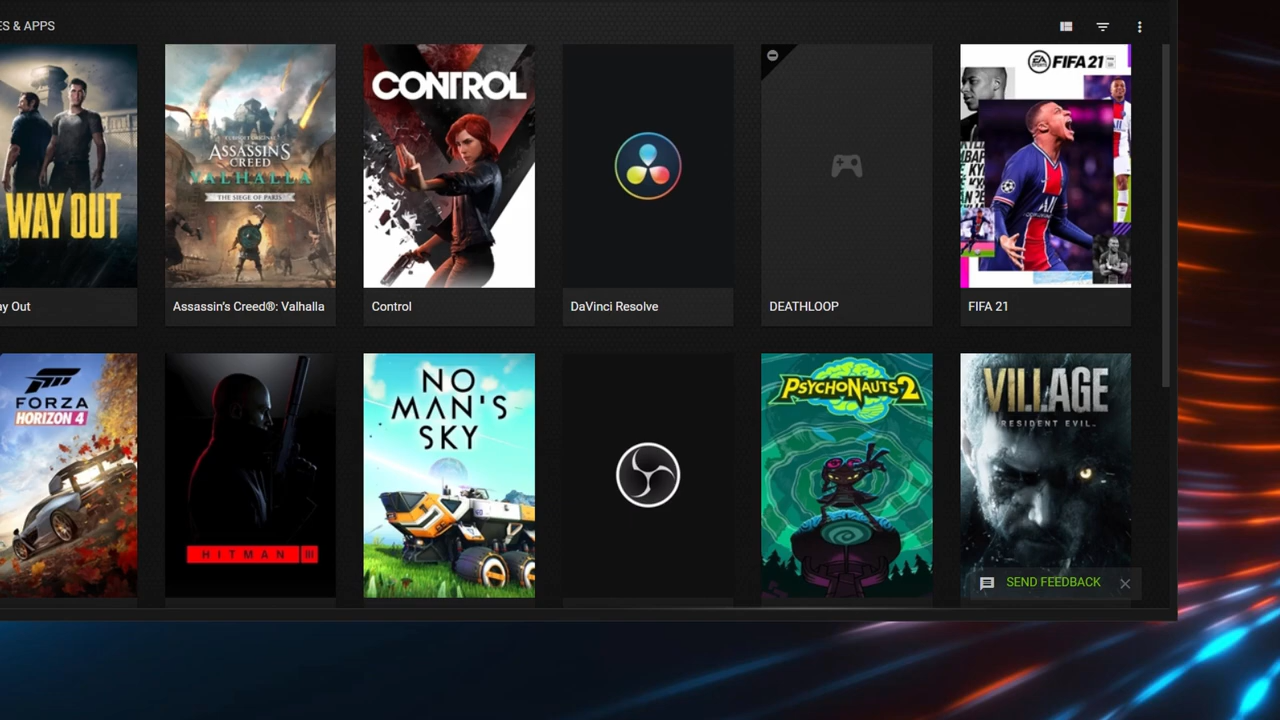 ES & APPS
WAY OUT
ASSASSIN'S
CREED
VALHALLA
THE SIEGE OF PARIS
CONTROL
EA
SPORTS
FIFA 21
ay Out
Assassin's Creed®: Valhalla
Control
DaVinci Resolve
DEATHLOOP
FIFA 21
FORZA
HORIZON 4
HITMAN III
NO
MAN'S
SKY
PSYCHONAUTS 2
VILLAGE
RESIDENT EVIL.
SEND FEEDBACK